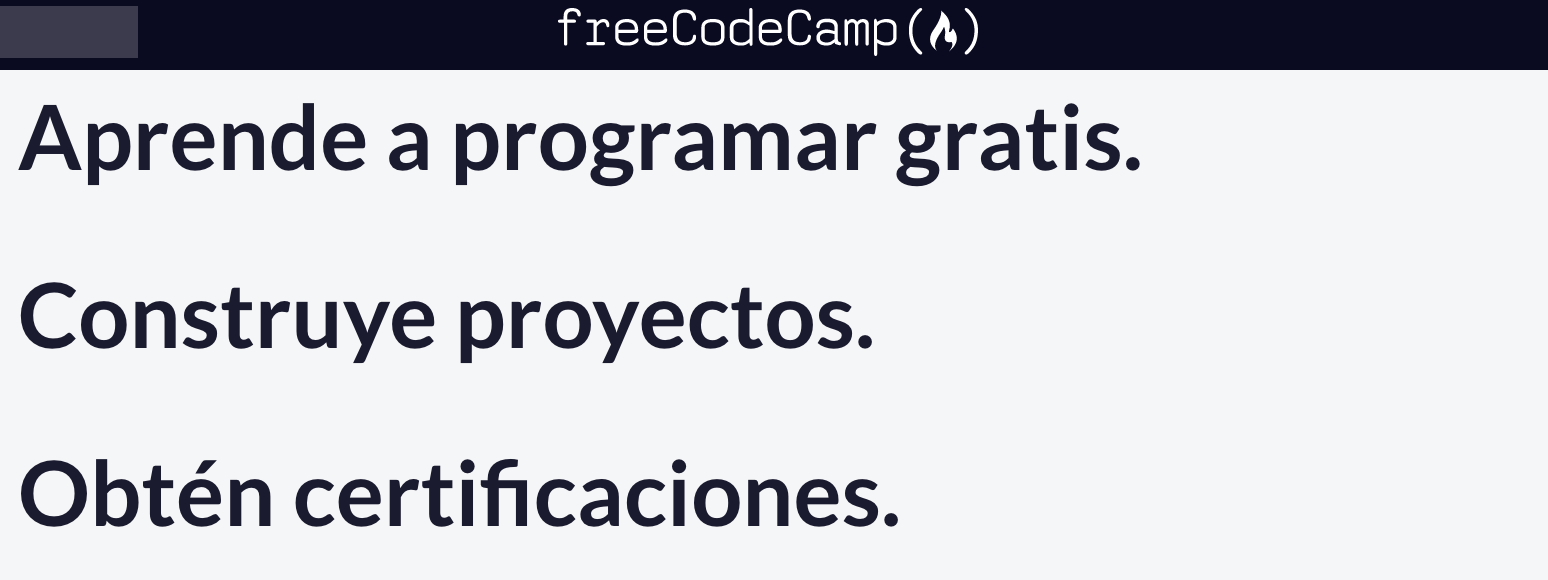 freeCodeCamp(🔥)
Aprende a programar gratis.
Construye proyectos.
Obtén certificaciones.